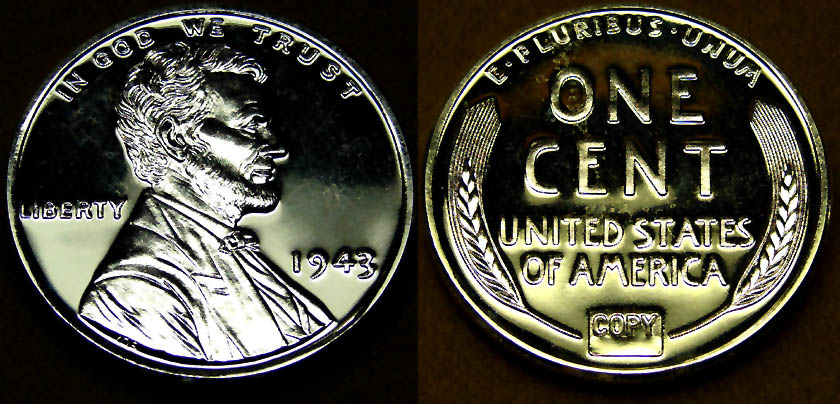 IN GOD WE TRUST
LIBERTY
1943
E·PLURIBUS·UNUM
ONE
CENT
UNITED STATES
OF AMERICA
COPY